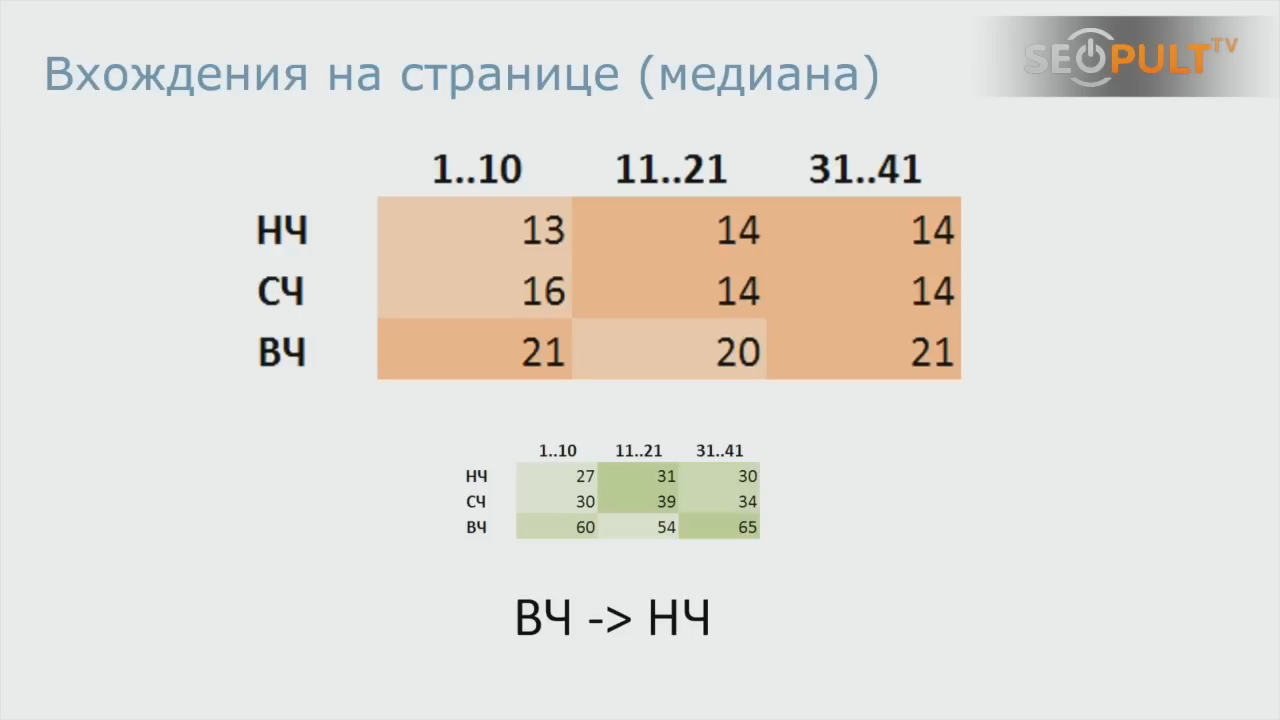 Вхождения на странице (медиана)
SEOPULT TV
1..10 11..21 31..41
НЧ 13 14 14
СЧ 16 14 14
ВЧ 21 20 21
1..10 11..21 31..41
НЧ 27 31 30
СЧ 30 39 34
ВЧ 60 54 65
ВЧ -> НЧ